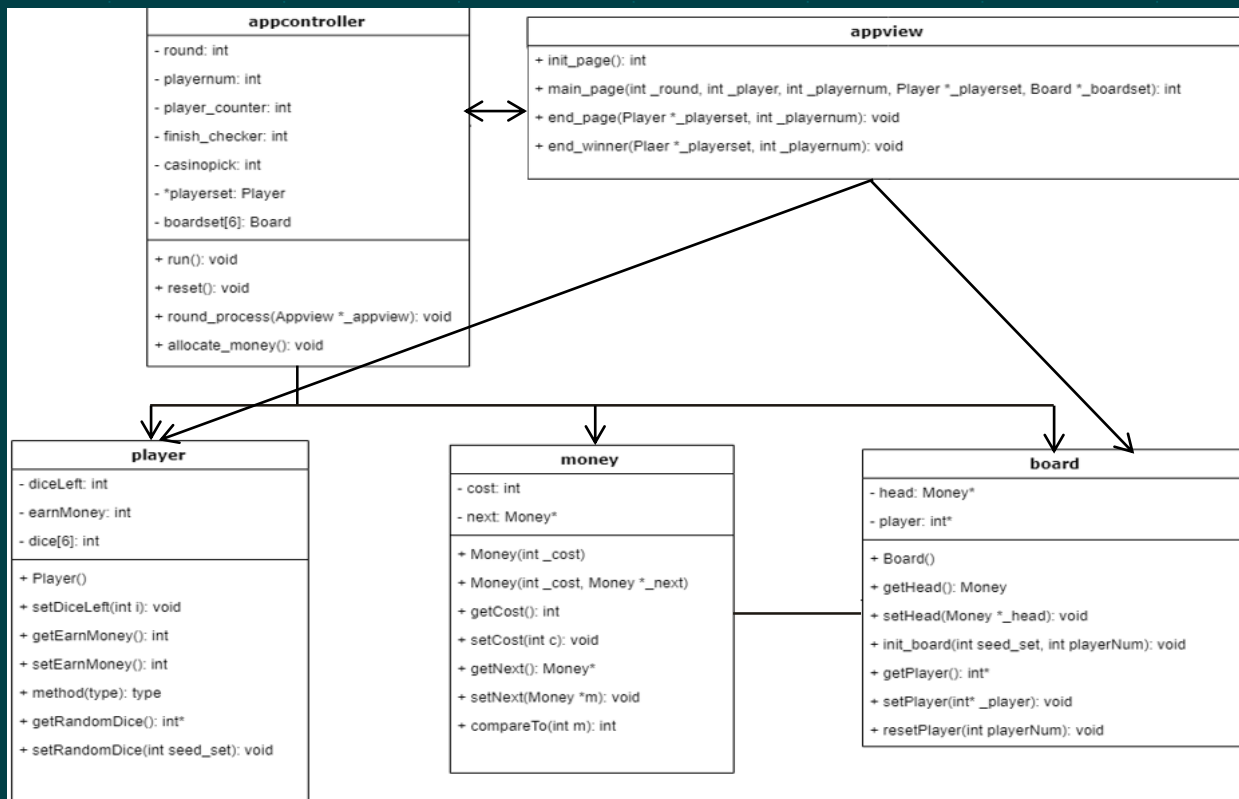 appcontroller
- round: int
- playernum: int
- player_counter: int
- finish_checker: int
- casinopick: int
- *playerset: Player
- boardset[6]: Board
+ run(): void
+ reset(): void
+ round_process(Appview *_appview): void
+ allocate_money(): void
appview
+ init_page(): int
+ main_page(int _round, int _player, int _playernum, Player *_playerset, Board *_boardset): int
+ end_page(Player *_playerset, int _playernum): void
+ end_winner(Plaer *_playerset, int _playernum): void
player
- diceLeft: int
- earnMoney: int
- dice[6]: int
+ Player()
+ setDiceLeft(int i): void
+ getEarnMoney(): int
+ setEarnMoney(): int
+ method(type): type
+ getRandomDice(): int*
+ setRandomDice(int seed_set): void
money
- cost: int
- next: Money*
+ Money(int _cost)
+ Money(int _cost, Money *_next)
+ getCost(): int
+ setCost(int c): void
+ getNext(): Money*
+ setNext(Money *m): void
+ compareTo(int m): int
board
- head: Money*
- player: int*
+ Board()
+ getHead(): Money
+ setHead(Money *_head): void
+ init_board(int seed_set, int playerNum): void
+ getPlayer(): int*
+ setPlayer(int* _player): void
+ resetPlayer(int playerNum): void